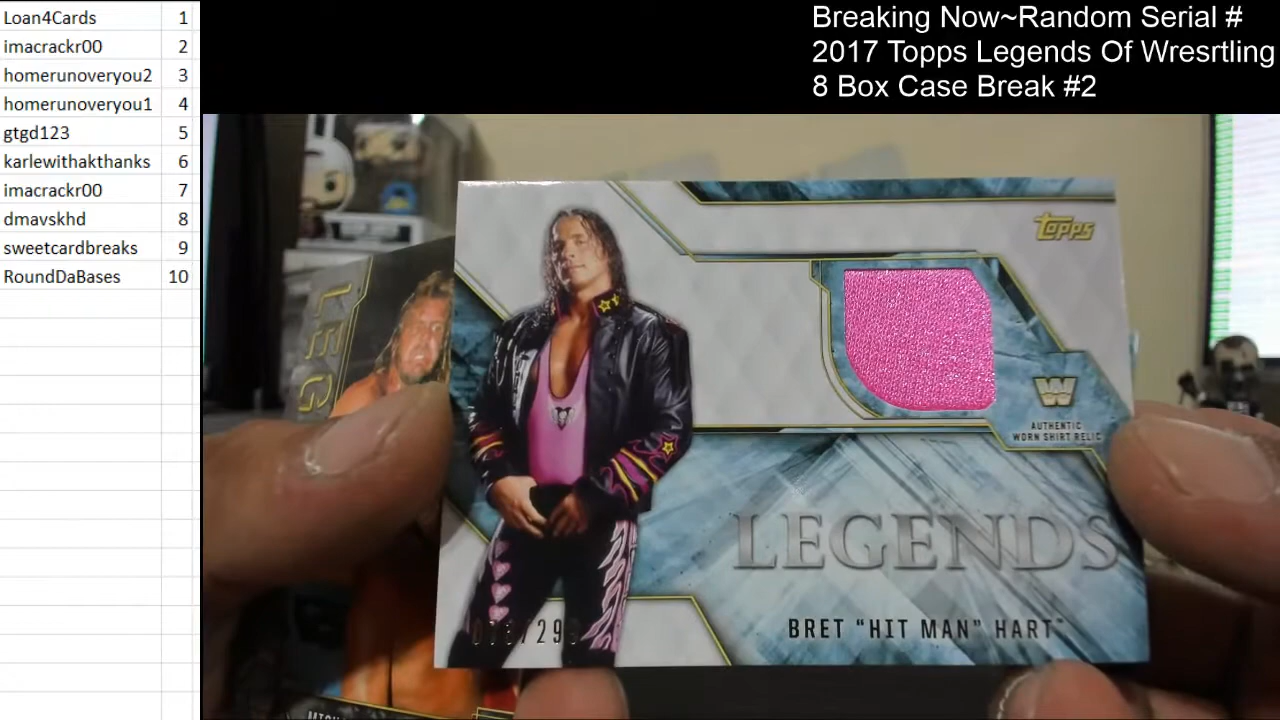 Loan4Cards 1
imacrackr00 2
homerunoveryou2 3
homerunoveryou1 4
gtgd123 5
karlewithakthanks 6
imacrackr00 7
dmavskhd 8
sweetcardbreaks 9
RoundDaBases 10
Breaking Now~Random Serial #
2017 Topps Legends Of Wresrtling
8 Box Case Break #2
Topps
LEG
W
AUTHENTIC
WORN SHIRT RELIC
LEGENDS
BRET "HIT MAN" HART™